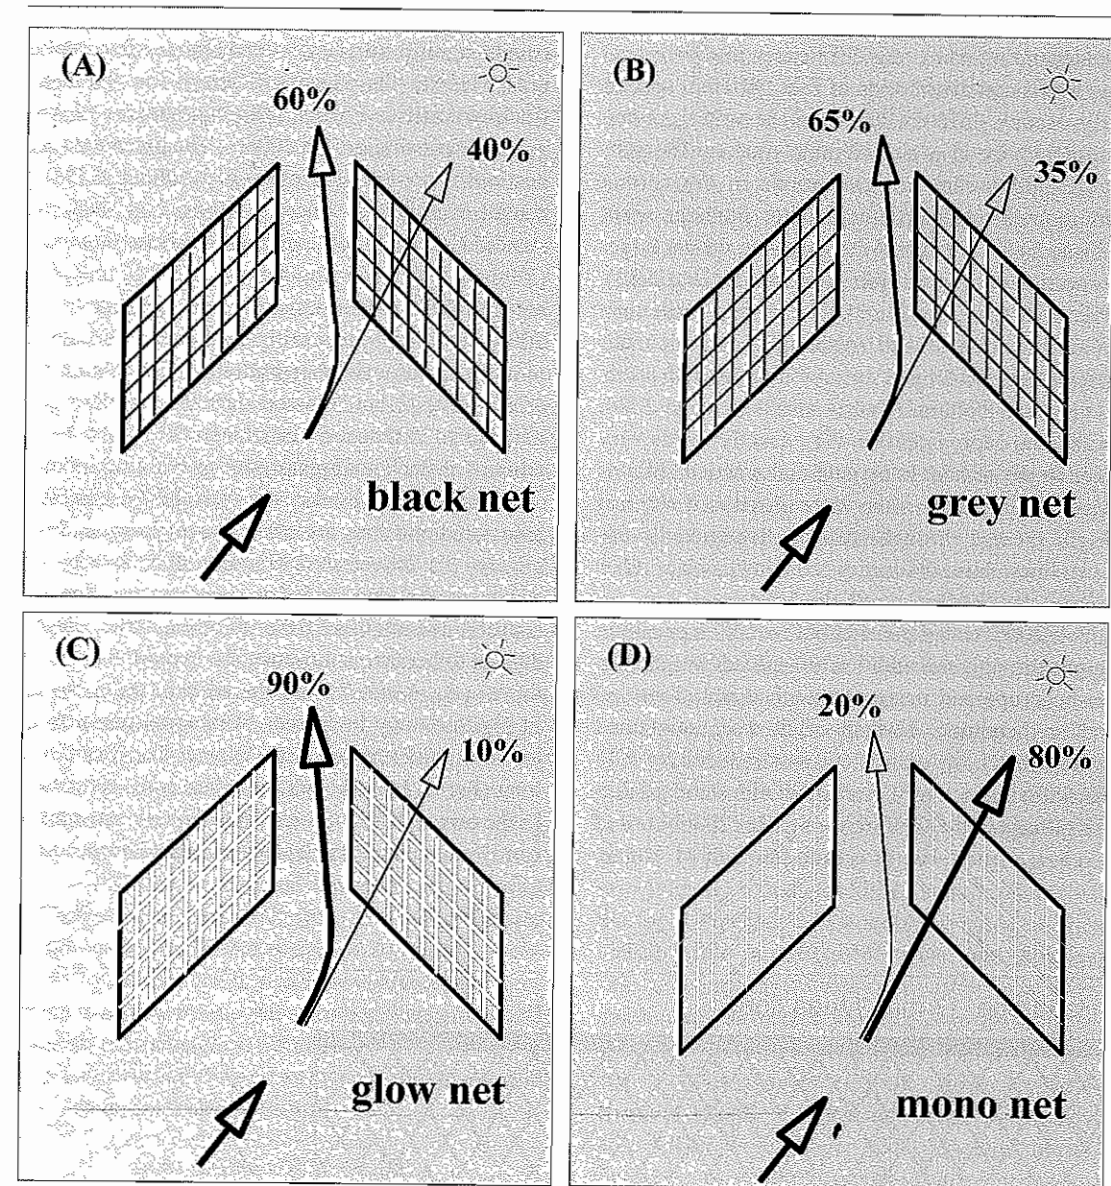 (A)
60%
40%
black net
(B)
65%
35%
grey net
(C)
90%
10%
glow net
(D)
20%
80%
mono net